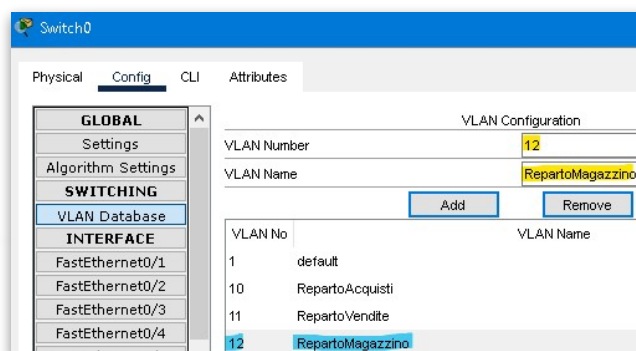 Switch0
Physical Config CLI Attributes
GLOBAL
Settings
Algorithm Settings
SWITCHING
VLAN Database
INTERFACE
FastEthernet0/1
FastEthernet0/2
FastEthernet0/3
FastEthernet0/4
VLAN Configuration
VLAN Number 12
VLAN Name RepartoMagazzino
Add Remove
VLAN No VLAN Name
1 default
10 RepartoAcquisti
11 RepartoVendite
12 RepartoMagazzino